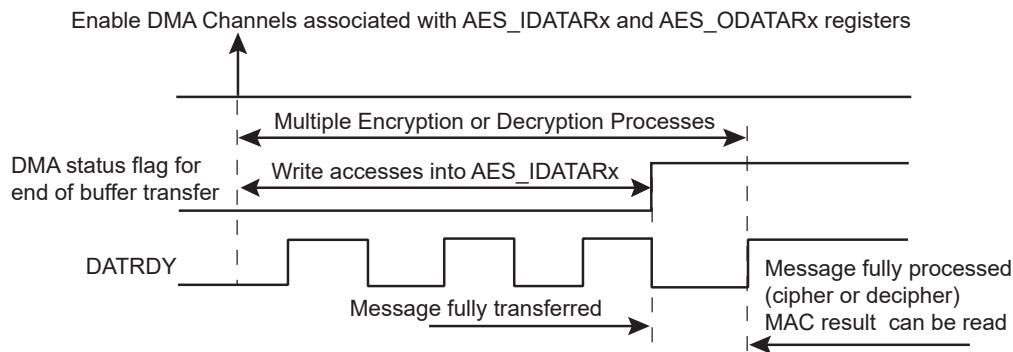 Enable DMA Channels associated with AES_IDATARx and AES_ODATARx registers
Multiple Encryption or Decryption Processes
DMA status flag for
end of buffer transfer
Write accesses into AES_IDATARx
DATRDY
Message fully transferred
Message fully processed
(cipher or decipher)
MAC result can be read